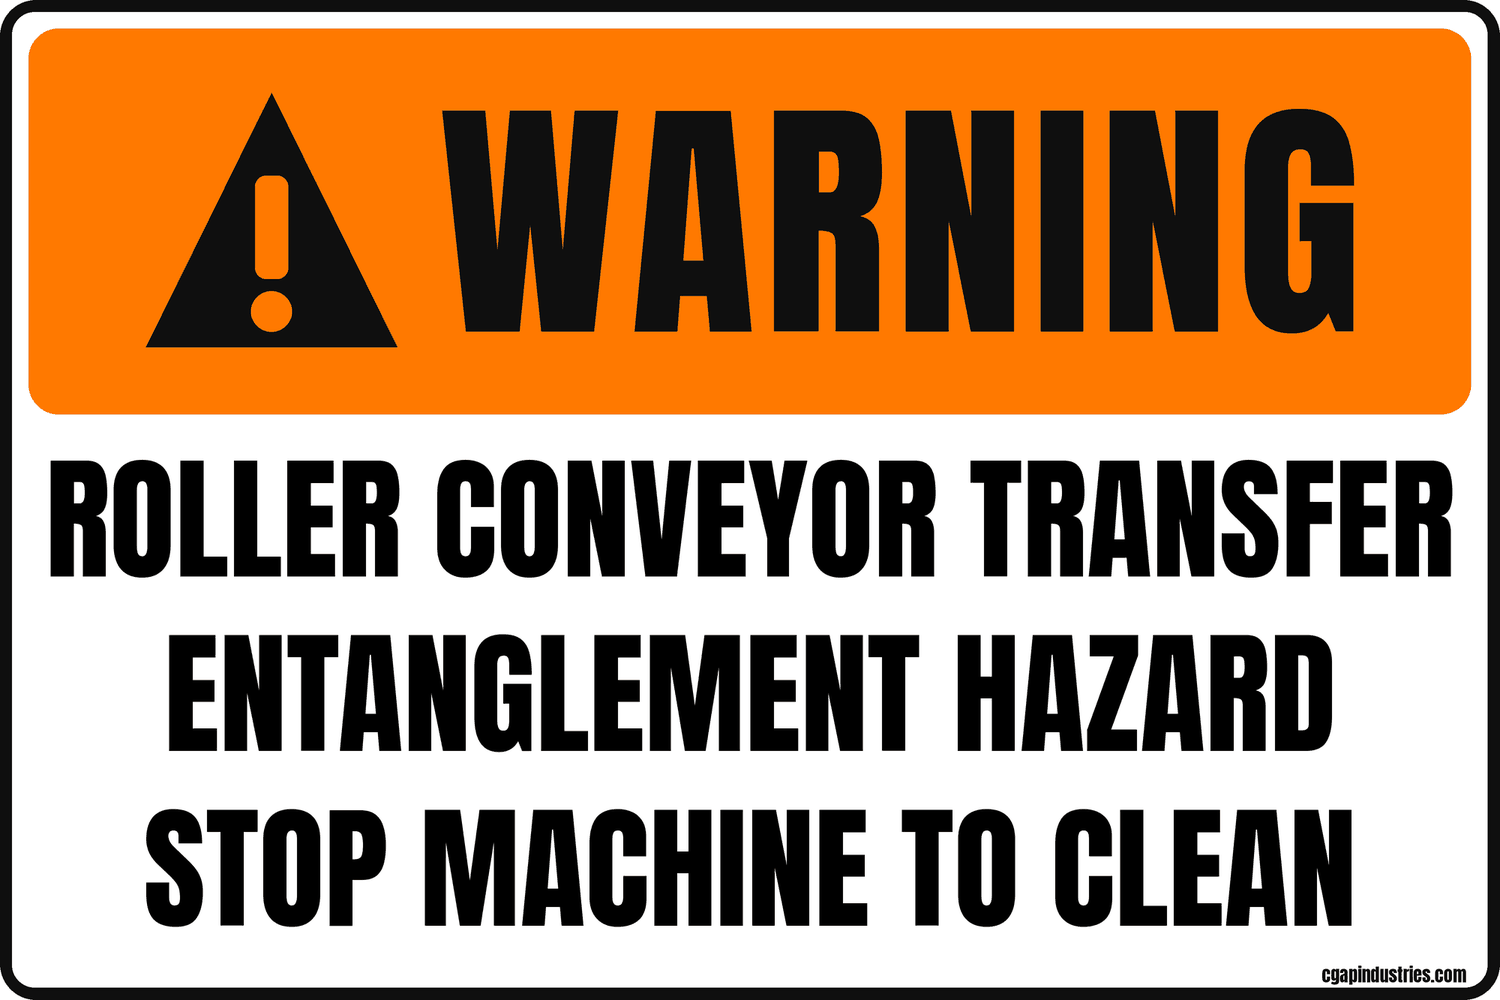 WARNING
ROLLER CONVEYOR TRANSFER
ENTANGLEMENT HAZARD
STOP MACHINE TO CLEAN
cgapindustries.com